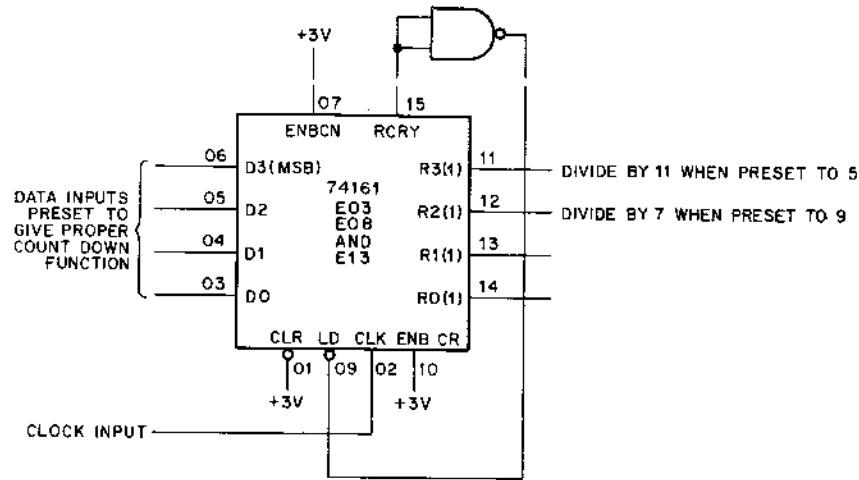 +3V
07
15
ENBCN
RCRY
06
D3(MSB)
R3(1)
11
DIVIDE BY 11 WHEN PRESET TO 5
DATA INPUTS
PRESET TO
GIVE PROPER
COUNT DOWN
FUNCTION
05
D2
74161
E03
E08
AND
E13
R2(1)
12
DIVIDE BY 7 WHEN PRESET TO 9
04
D1
R1(1)
13
03
D0
R0(1)
14
CLR
LD
CLK
ENB CR
01
09
02
10
+3V
+3V
CLOCK INPUT